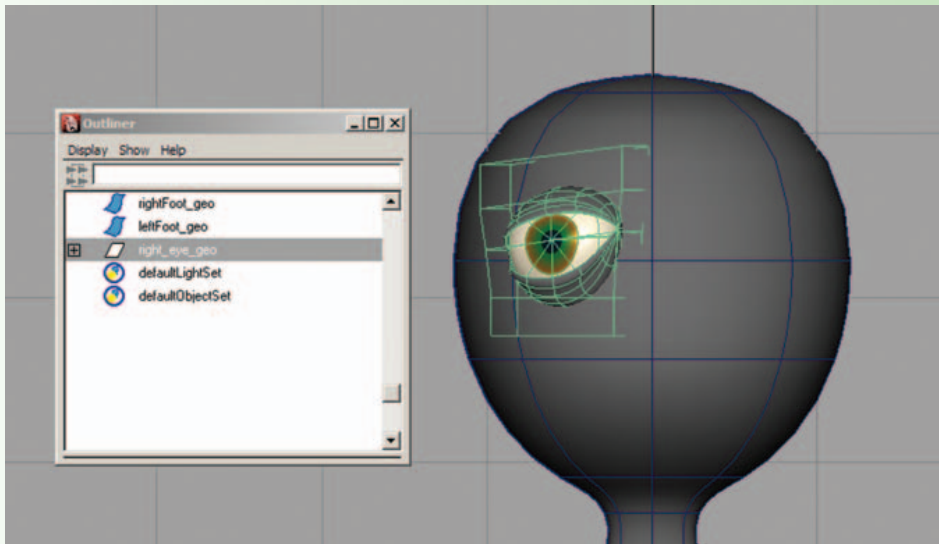 Outliner
Display Show Help
rightFoot_geo
leftFoot_geo
right_eye_geo
defaultLightSet
defaultObjectSet